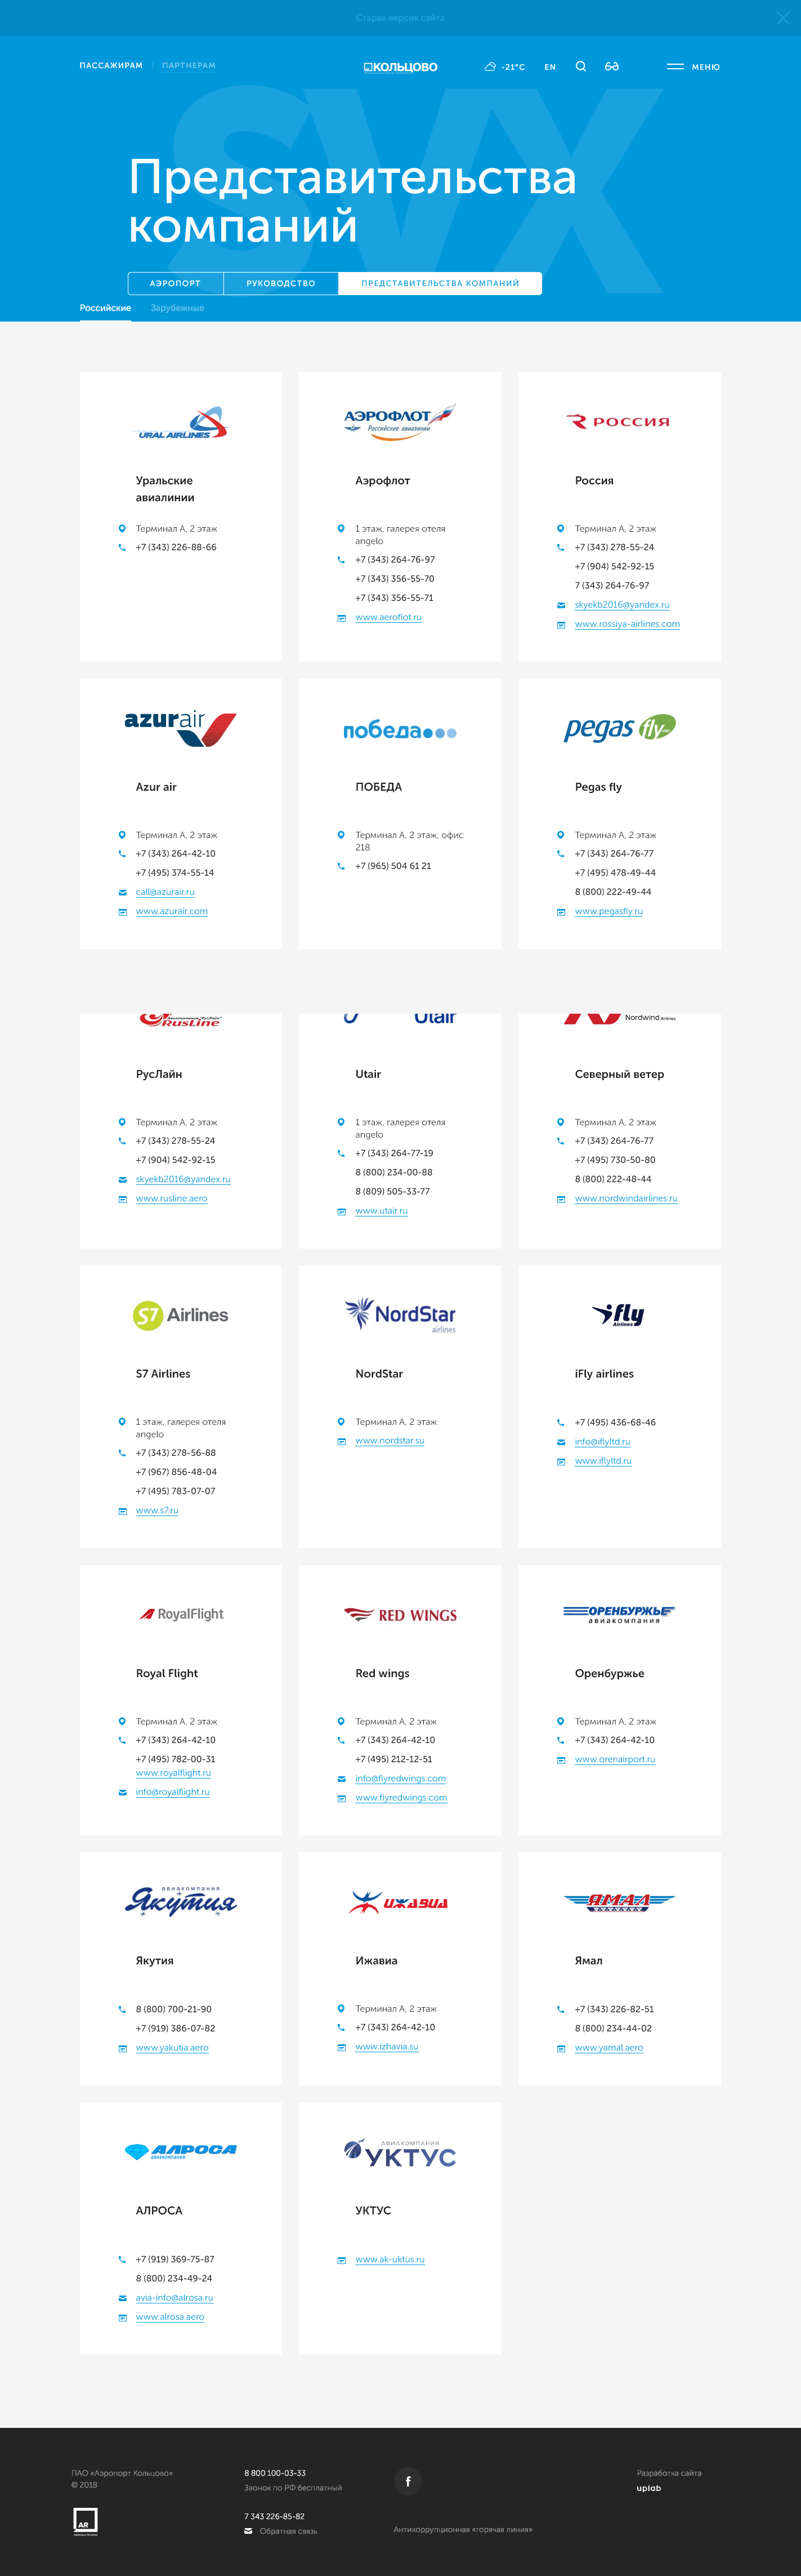 Старая версия сайта
ПАССАЖИРАМ
ПАРТНЕРАМ
КОЛЬЦОВО
-21°C
EN
МЕНЮ
SVX
Представительства
компаний
АЭРОПОРТ
РУКОВОДСТВО
ПРЕДСТАВИТЕЛЬСТВА КОМПАНИЙ
Российские
Зарубежные
URAL AIRLINES
Уральские
авиалинии
Терминал А, 2 этаж
+7 (343) 226-88-66
АЭРОФЛОТ
Российские авиалинии
Аэрофлот
1 этаж, галерея отеля
angelo
+7 (343) 264-76-97
+7 (343) 356-55-70
+7 (343) 356-55-71
www.aeroflot.ru
РОССИЯ
Россия
Терминал А, 2 этаж
+7 (343) 278-55-24
+7 (904) 542-92-15
7 (343) 264-76-97
skyekb2016@yandex.ru
www.rossiya-airlines.com
azurair
Azur air
Терминал А, 2 этаж
+7 (343) 264-42-10
+7 (495) 374-55-14
call@azurair.ru
www.azurair.com
победа
ПОБЕДА
Терминал А, 2 этаж, офис
218
+7 (965) 504 61 21
pegas fly
Pegas fly
Терминал А, 2 этаж
+7 (343) 264-76-77
+7 (495) 478-49-44
8 (800) 222-49-44
www.pegasfly.ru
RUSLINE
РусЛайн
Терминал А, 2 этаж
+7 (343) 278-55-24
+7 (904) 542-92-15
skyekb2016@yandex.ru
www.rusline.aero
Utair
Utair
1 этаж, галерея отеля
angelo
+7 (343) 264-77-19
8 (800) 234-00-88
8 (809) 505-33-77
www.utair.ru
Nordwind Airlines
Северный ветер
Терминал А, 2 этаж
+7 (343) 264-76-77
+7 (495) 730-50-80
8 (800) 222-48-44
www.nordwindairlines.ru
S7 Airlines
S7 Airlines
1 этаж, галерея отеля
angelo
+7 (343) 278-56-88
+7 (967) 856-48-04
+7 (495) 783-07-07
www.s7.ru
NordStar
airlines
NordStar
Терминал А, 2 этаж
www.nordstar.su
ifly
Airlines
iFly airlines
+7 (495) 436-68-46
info@iflyltd.ru
www.iflyltd.ru
RoyalFlight
Royal Flight
Терминал А, 2 этаж
+7 (343) 264-42-10
+7 (495) 782-00-31
www.royalflight.ru
info@royalflight.ru
RED WINGS
Red wings
Терминал А, 2 этаж
+7 (343) 264-42-10
+7 (495) 212-12-51
info@flyredwings.com
www.flyredwings.com
ОРЕНБУРЖЬЕ
авиакомпания
Оренбуржье
Терминал А, 2 этаж
+7 (343) 264-42-10
www.orenairport.ru
авиакомпания
Якутия
Якутия
8 (800) 700-21-90
+7 (919) 386-07-82
www.yakutia.aero
ИЖАВИА
Ижавиа
Терминал А, 2 этаж
+7 (343) 264-42-10
www.izhavia.su
ЯМАЛ
Ямал
+7 (343) 226-82-51
8 (800) 234-44-02
www.yamal.aero
АЛРОСА
авиакомпания
АЛРОСА
+7 (919) 369-75-87
8 (800) 234-49-24
avia-info@alrosa.ru
www.alrosa.aero
АВИАКОМПАНИЯ
УКТУС
УКТУС
www.ak-uktus.ru
ПАО «Аэропорт Кольцово»
© 2018
AR
8 800 100-03-33
Звонок по РФ бесплатный
7 343 226-85-82
Обратная связь
f
Антикоррупционная «горячая линия»
Разработка сайта
uplab